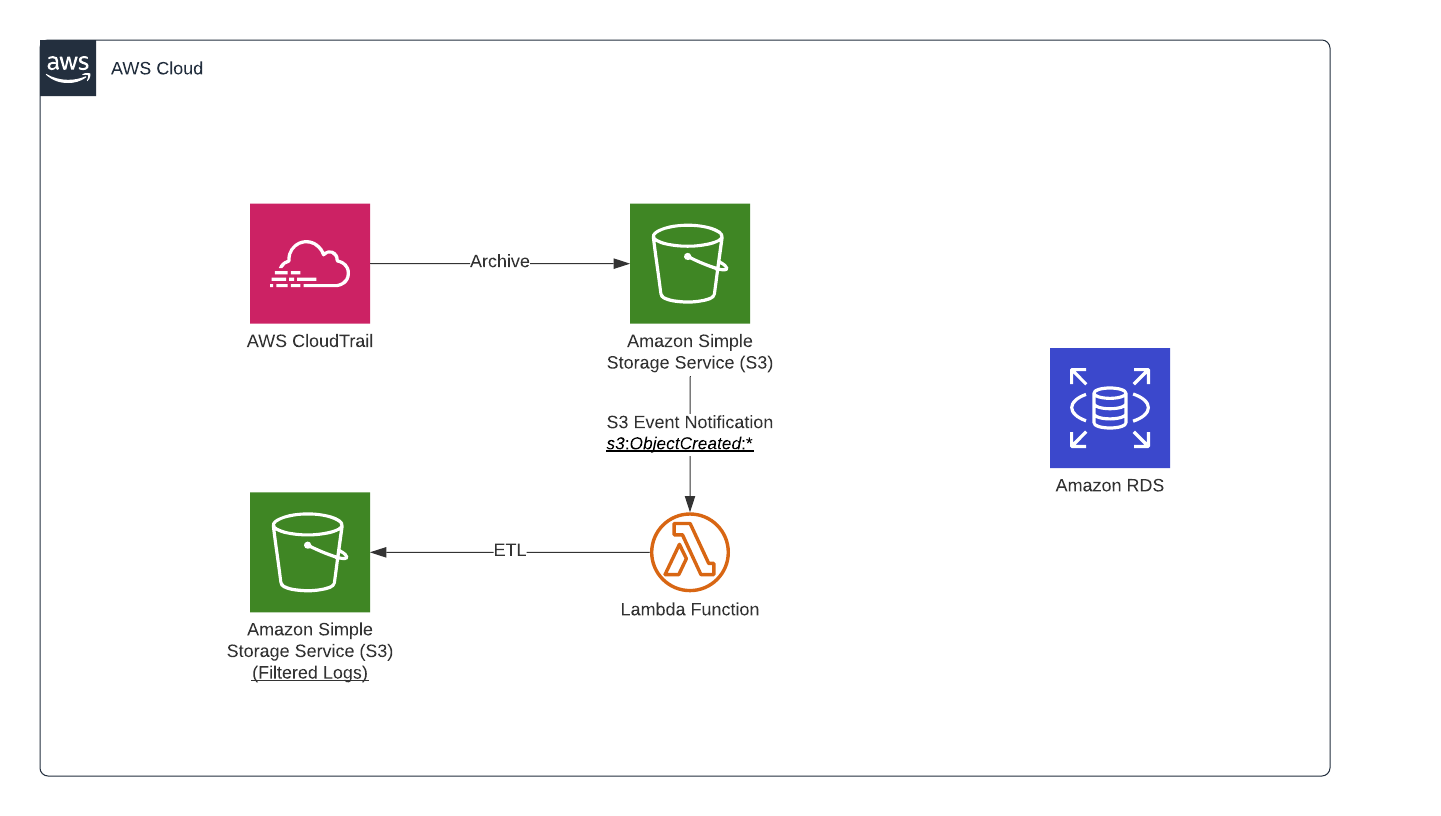 aws
AWS Cloud
Archive
AWS CloudTrail
Amazon Simple
Storage Service (S3)
S3 Event Notification
s3:ObjectCreated:*
Amazon RDS
ETL
Lambda Function
Amazon Simple
Storage Service (S3)
(Filtered Logs)